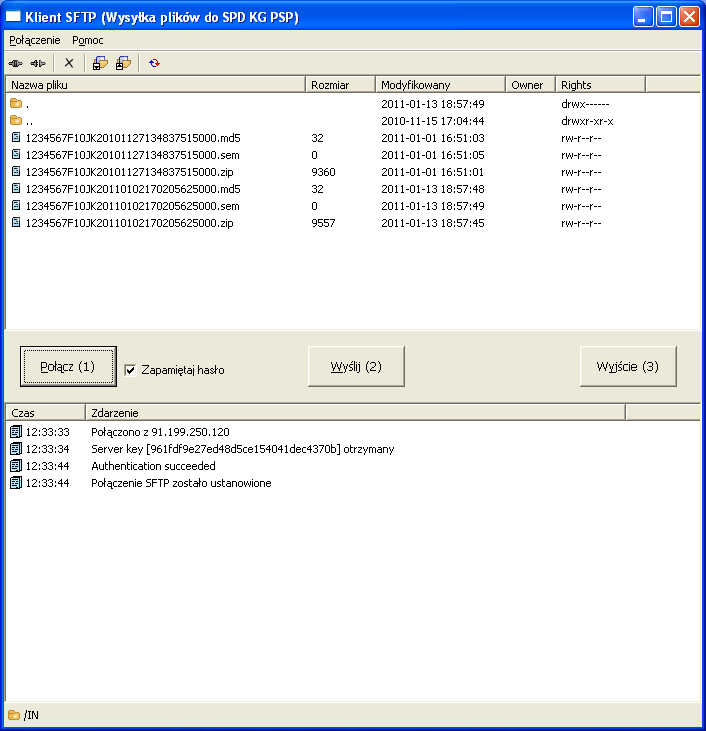 Klient SFTP (Wysyłka plików do SPD KG PSP)
Połączenie Pomoc
Nazwa pliku Rozmiar Modyfikowany Owner Rights
. 2011-01-13 18:57:49 drwx------
.. 2010-11-15 17:04:44 drwxr-xr-x
1234567F10JK20101127134837515000.md5 32 2011-01-01 16:51:03 rw-r--r--
1234567F10JK20101127134837515000.sem 0 2011-01-01 16:51:05 rw-r--r--
1234567F10JK20101127134837515000.zip 9360 2011-01-01 16:51:01 rw-r--r--
1234567F10JK20110102170205625000.md5 32 2011-01-13 18:57:48 rw-r--r--
1234567F10JK20110102170205625000.sem 0 2011-01-13 18:57:49 rw-r--r--
1234567F10JK20110102170205625000.zip 9557 2011-01-13 18:57:45 rw-r--r--
Połącz (1) Zapamiętaj hasło Wyślij (2) Wyjście (3)
Czas Zdarzenie
12:33:33 Połączono z 91.199.250.120
12:33:34 Server key [961fdf9e27ed48d5ce154041dec4370b] otrzymany
12:33:44 Authentication succeeded
12:33:44 Połączenie SFTP zostało ustanowione
/IN